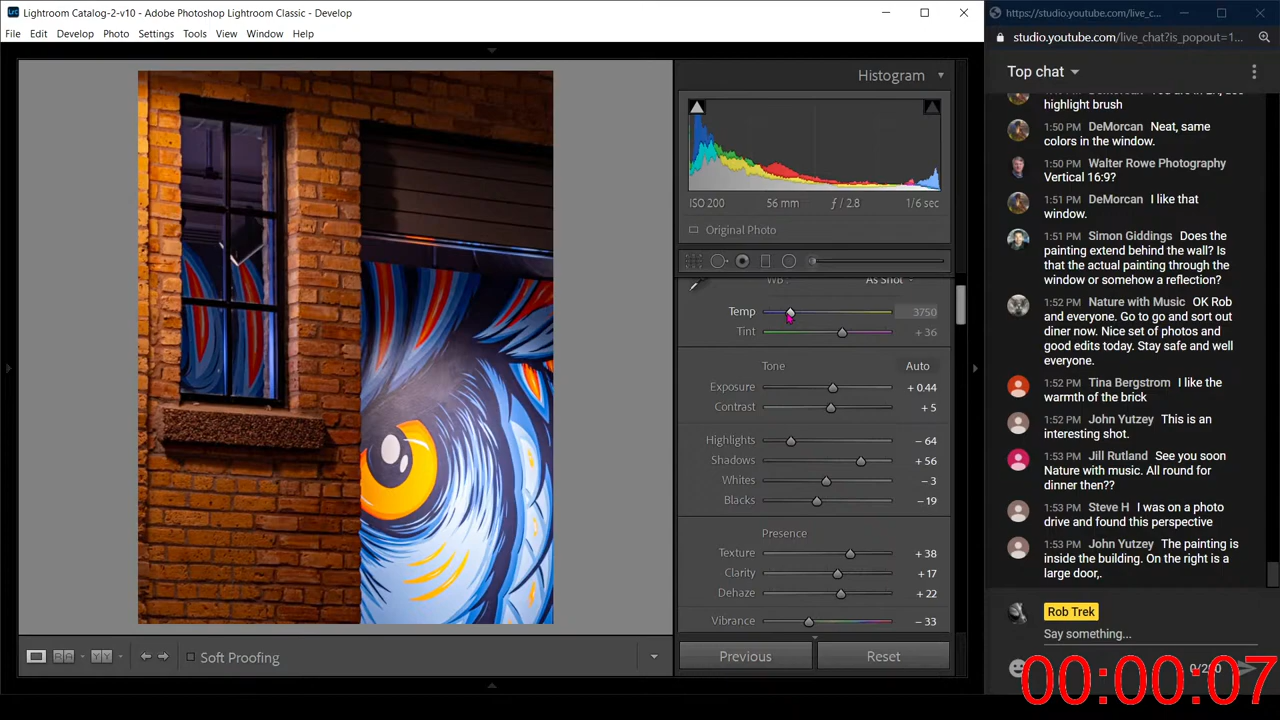 Lightroom Catalog-2-v10 - Adobe Photoshop Lightroom Classic - Develop
File Edit Develop Photo Settings Tools View Window Help
Histogram
ISO 200 56 mm ƒ / 2.8 1/6 sec
Original Photo
As Shot
Temp 3750
Tint + 36
Tone Auto
Exposure + 0.44
Contrast + 5
Highlights − 64
Shadows + 56
Whites − 3
Blacks − 19
Presence
Texture + 38
Clarity + 17
Dehaze + 22
Vibrance − 33
Previous Reset
Soft Proofing
https://studio.youtube.com/live_c...
studio.youtube.com/live_chat?is_popout=1...
Top chat
highlight brush
1:50 PM DeMorcan Neat, same
colors in the window.
1:50 PM Walter Rowe Photography
Vertical 16:9?
1:50 PM DeMorcan I like that
window.
1:51 PM Simon Giddings Does the
painting extend behind the wall? Is
that the actual painting through the
window or somehow a reflection?
1:52 PM Nature with Music OK Rob
and everyone. Go to go and sort out
diner now. Nice set of photos and
good edits today. Stay safe and well
everyone.
1:52 PM Tina Bergstrom I like the
warmth of the brick
1:52 PM John Yutzey This is an
interesting shot.
1:53 PM Jill Rutland See you soon
Nature with music. All round for
dinner then??
1:53 PM Steve H I was on a photo
drive and found this perspective
1:53 PM John Yutzey The painting is
inside the building. On the right is a
large door,.
Rob Trek
Say something...
00:00:07